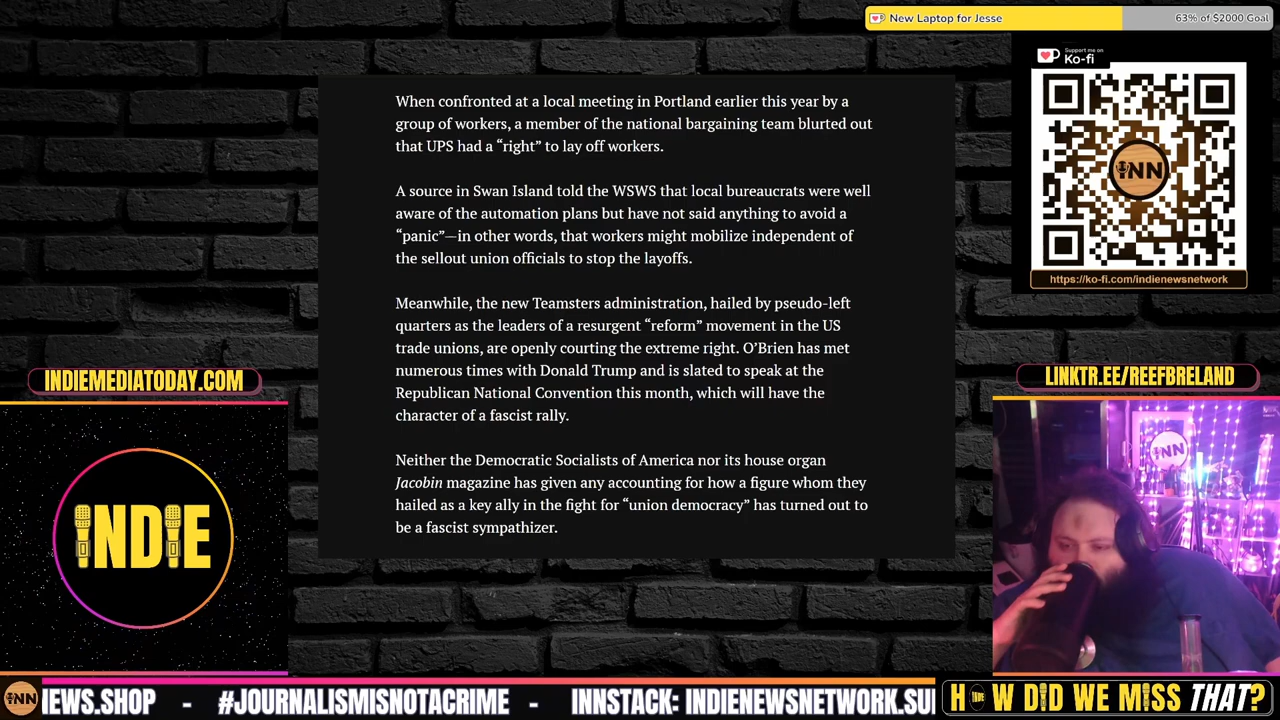 New Laptop for Jesse
63% of $2000 Goal
Support me on
Ko-fi
When confronted at a local meeting in Portland earlier this year by a
group of workers, a member of the national bargaining team blurted out
that UPS had a “right” to lay off workers.
A source in Swan Island told the WSWS that local bureaucrats were well
aware of the automation plans but have not said anything to avoid a
“panic”—in other words, that workers might mobilize independent of
the sellout union officials to stop the layoffs.
Meanwhile, the new Teamsters administration, hailed by pseudo-left
quarters as the leaders of a resurgent “reform” movement in the US
trade unions, are openly courting the extreme right. O’Brien has met
numerous times with Donald Trump and is slated to speak at the
Republican National Convention this month, which will have the
character of a fascist rally.
Neither the Democratic Socialists of America nor its house organ
Jacobin magazine has given any accounting for how a figure whom they
hailed as a key ally in the fight for “union democracy” has turned out to
be a fascist sympathizer.
INN
https://ko-fi.com/indienewsnetwork
INDIEMEDIATODAY.COM
LINKTR.EE/REEFBRELAND
INDIE
INN
INN
IEWS.SHOP - #JOURNALISMISNOTACRIME - INNSTACK: INDIENEWSNETWORK.SU
HOW DID WE MISS THAT?